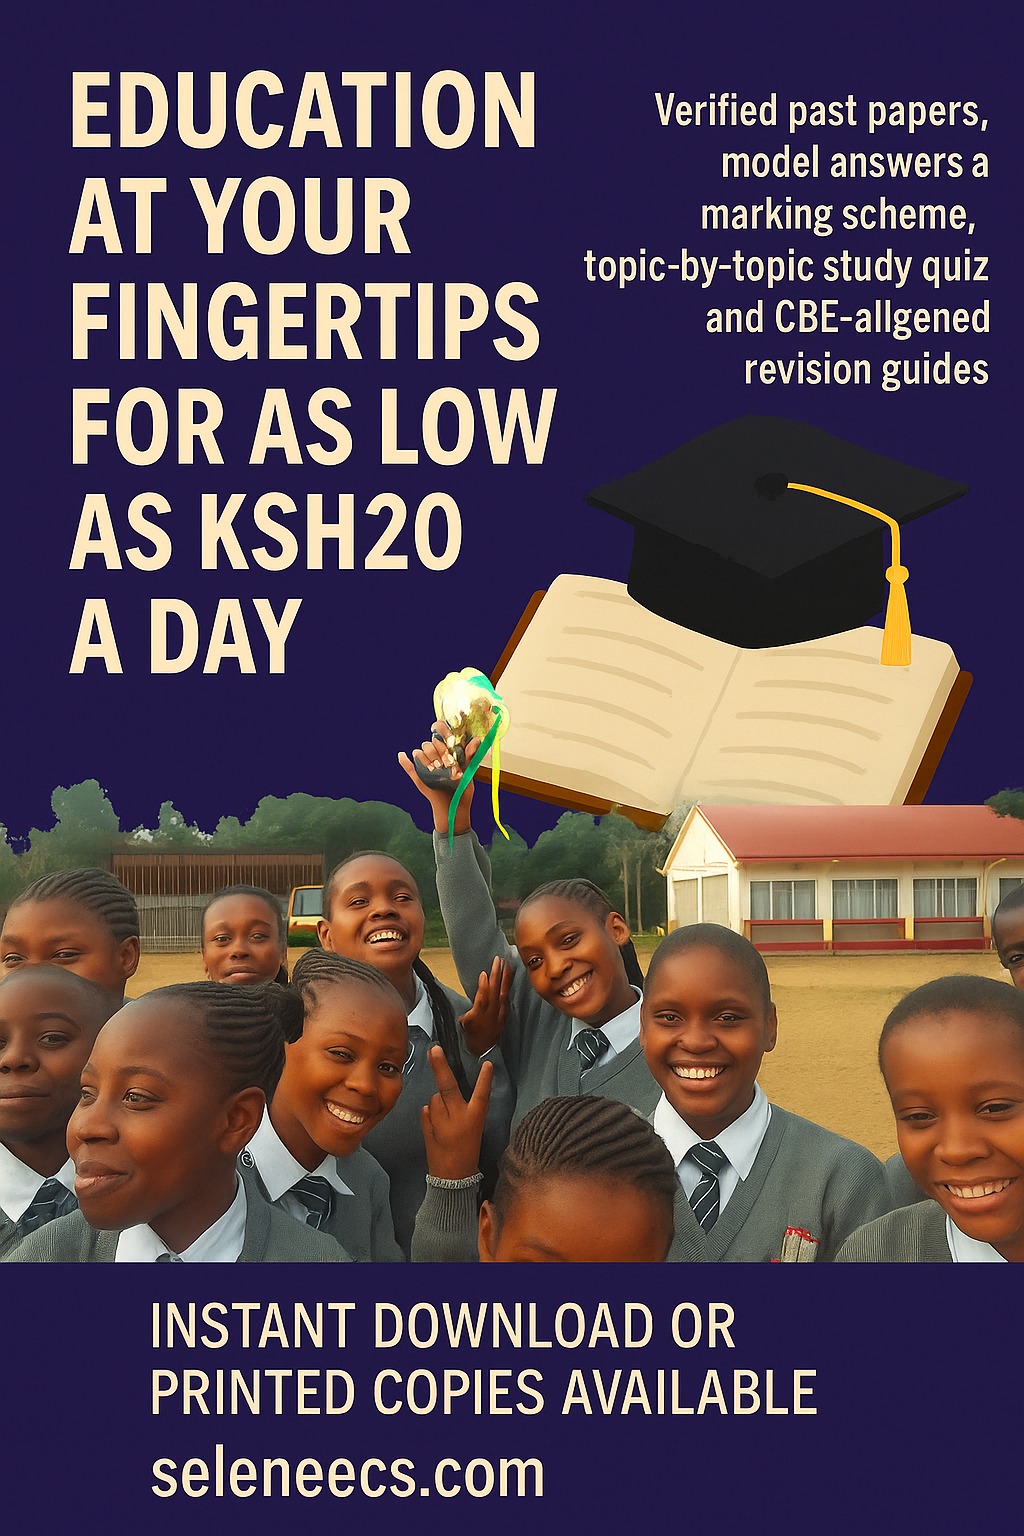 EDUCATION
AT YOUR
FINGERTIPS
FOR AS LOW
AS KSH20
A DAY
Verified past papers,
model answers a
marking scheme,
topic-by-topic study quiz
and CBE-allgened
revision guides
INSTANT DOWNLOAD OR
PRINTED COPIES AVAILABLE
seleneecs.com